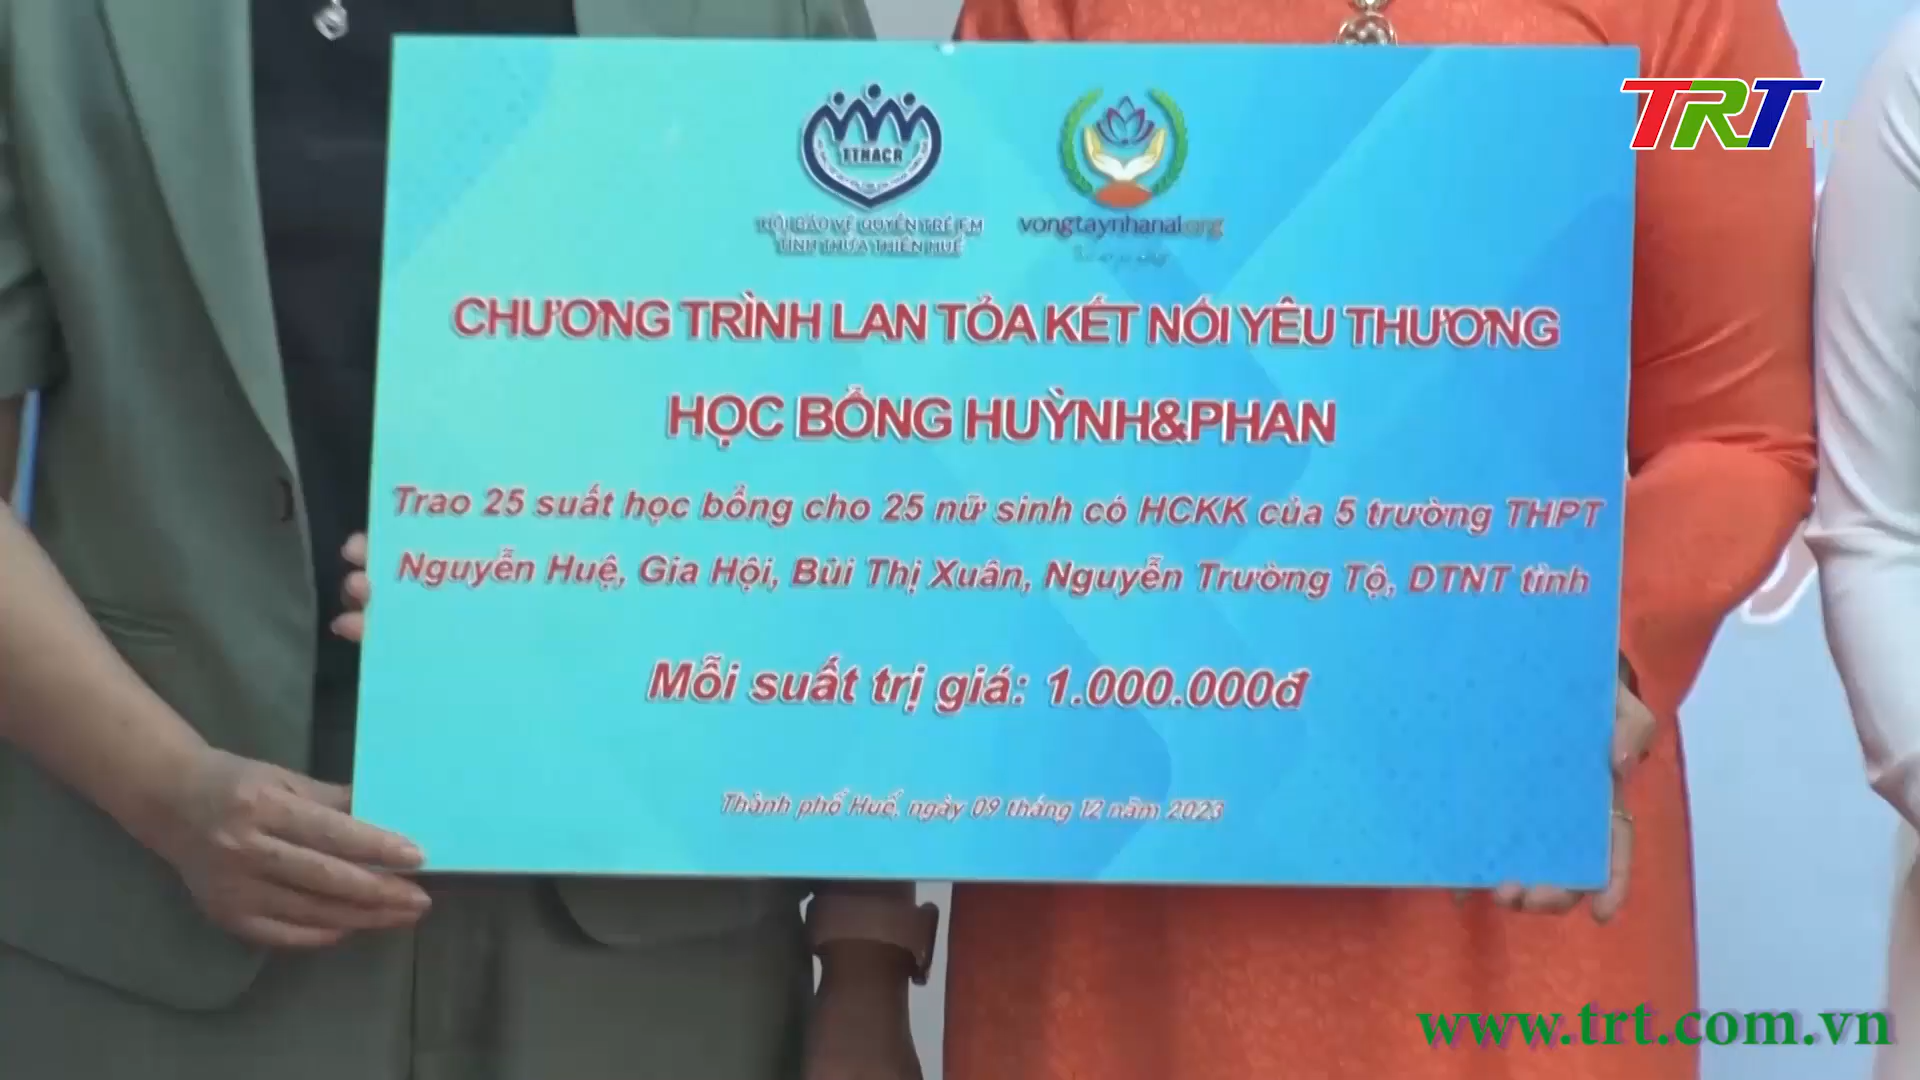 TRT
TTHACR
HỘI BẢO VỆ QUYỀN TRẺ EM
TỈNH THỪA THIÊN HUẾ
vongtaynhanai.org
CHƯƠNG TRÌNH LAN TỎA KẾT NỐI YÊU THƯƠNG
HỌC BỔNG HUỲNH&PHAN
Trao 25 suất học bổng cho 25 nữ sinh có HCKK của 5 trường THPT
Nguyễn Huệ, Gia Hội, Bùi Thị Xuân, Nguyễn Trường Tộ, DTNT tỉnh
Mỗi suất trị giá: 1.000.000đ
Thành phố Huế, ngày 09 tháng 12 năm 2023
www.trt.com.vn